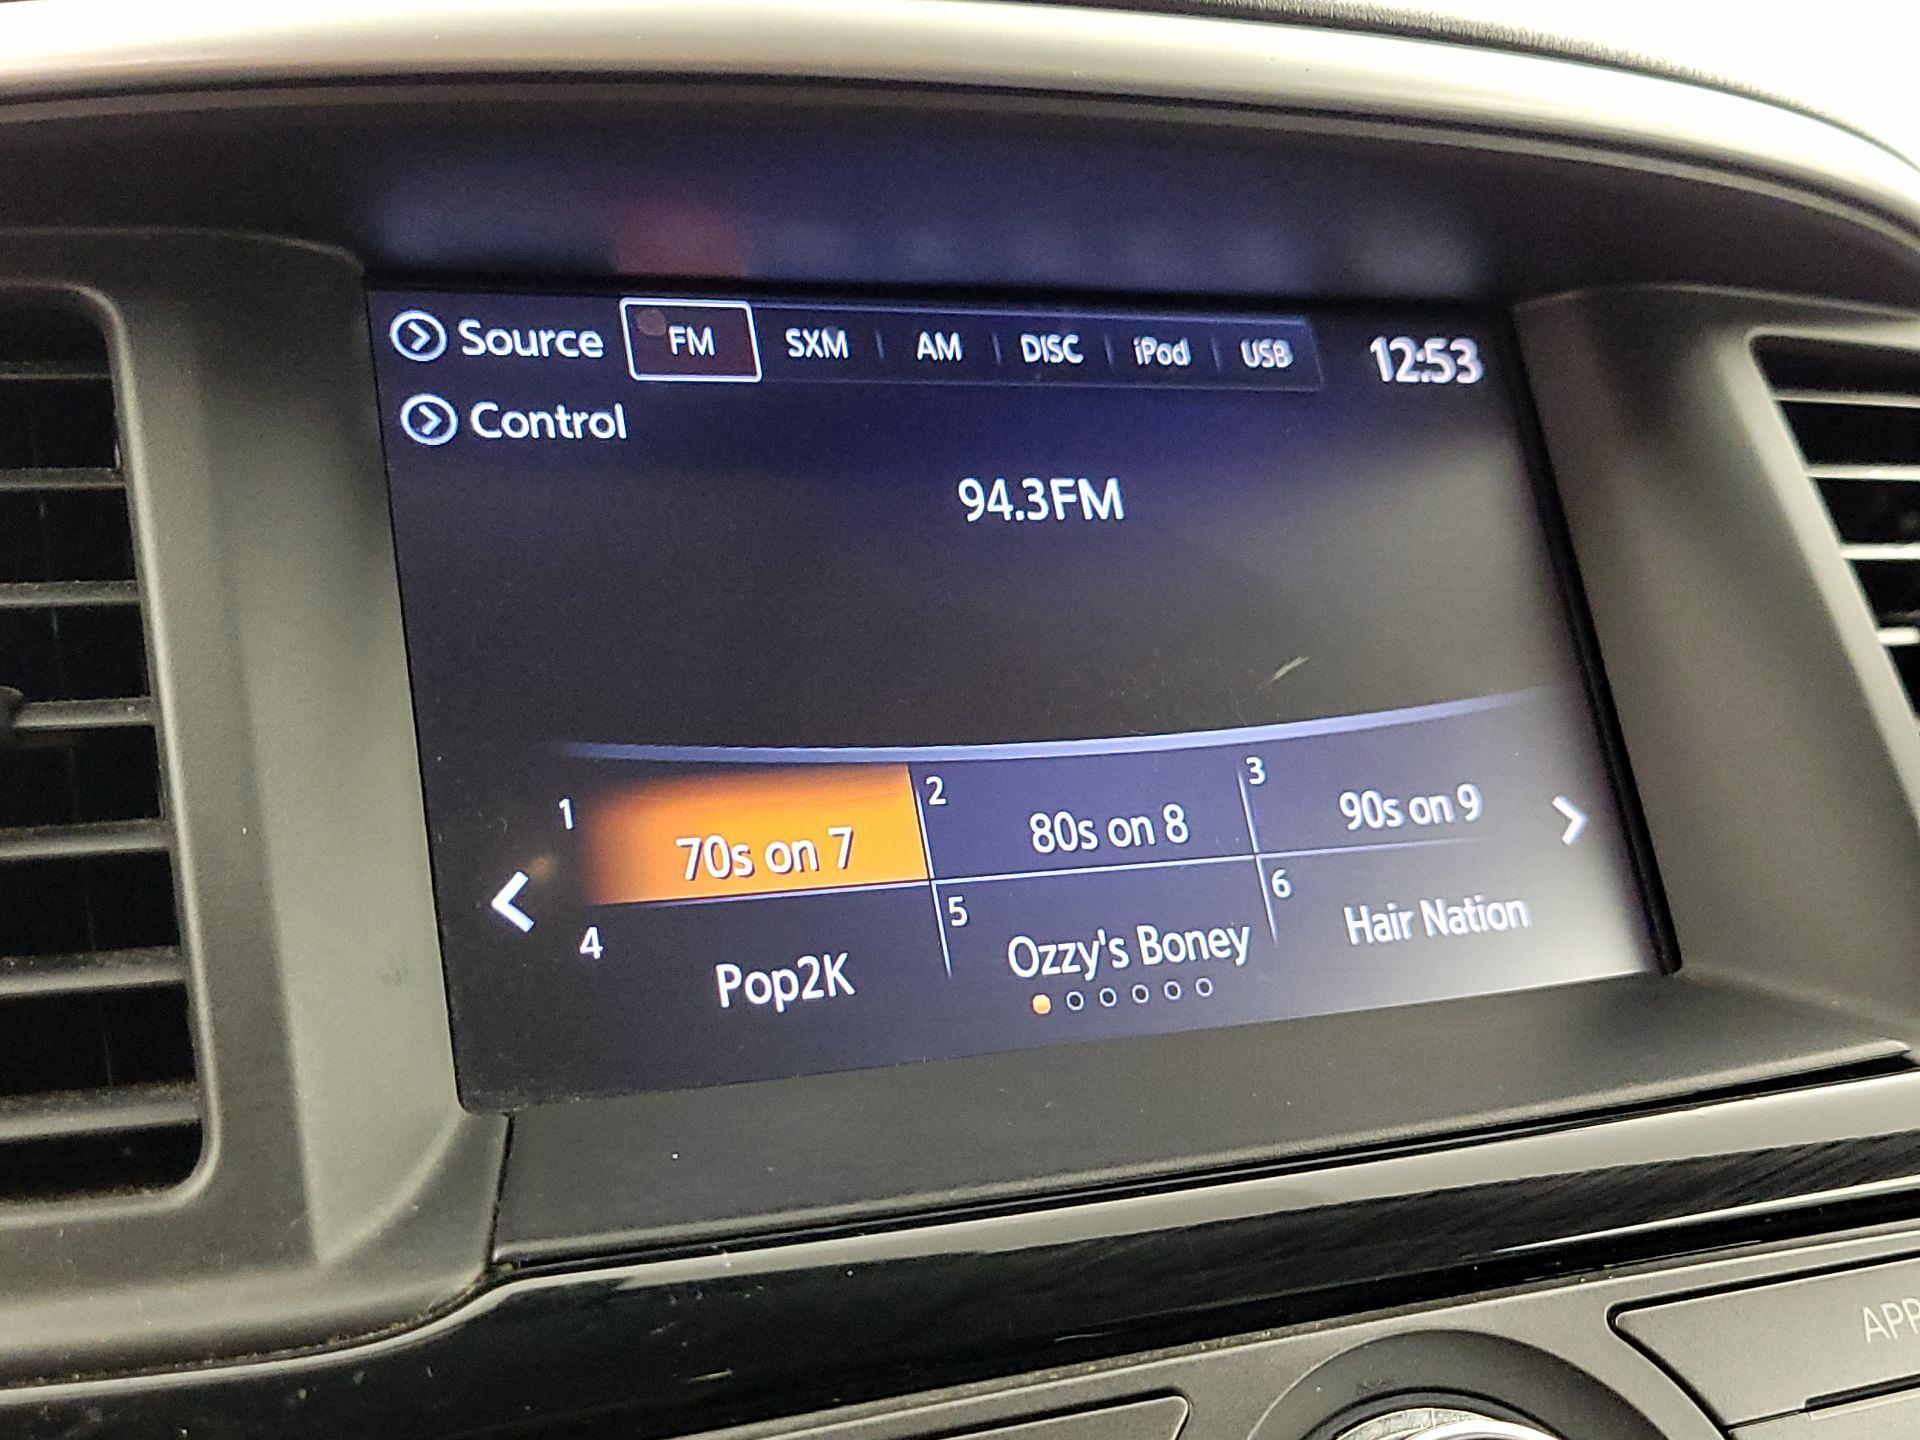 Source FM SXM AM DISC iPod USB 12:53
Control
94.3FM
1 70s on 7 2 80s on 8 3 90s on 9
4 Pop2K 5 Ozzy's Boney 6 Hair Nation